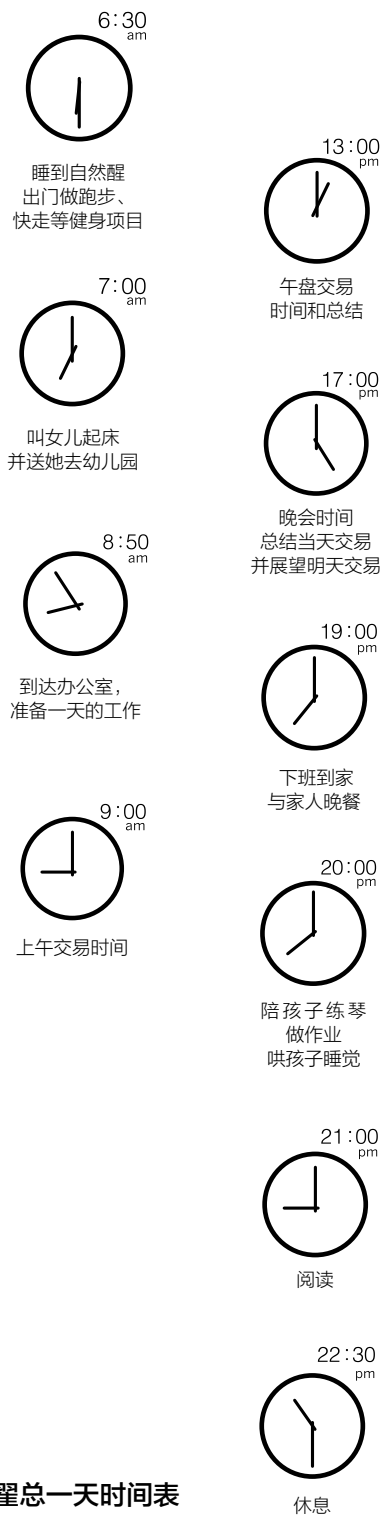 6:30
am
睡到自然醒
出门做跑步、
快走等健身项目
7:00
am
叫女儿起床
并送她去幼儿园
8:50
am
到达办公室，
准备一天的工作
9:00
am
上午交易时间
13:00
pm
午盘交易
时间和总结
17:00
pm
晚会时间
总结当天交易
并展望明天交易
19:00
pm
下班到家
与家人晚餐
20:00
pm
陪孩子练琴
做作业
哄孩子睡觉
21:00
pm
阅读
22:30
pm
休息
翟总一天时间表